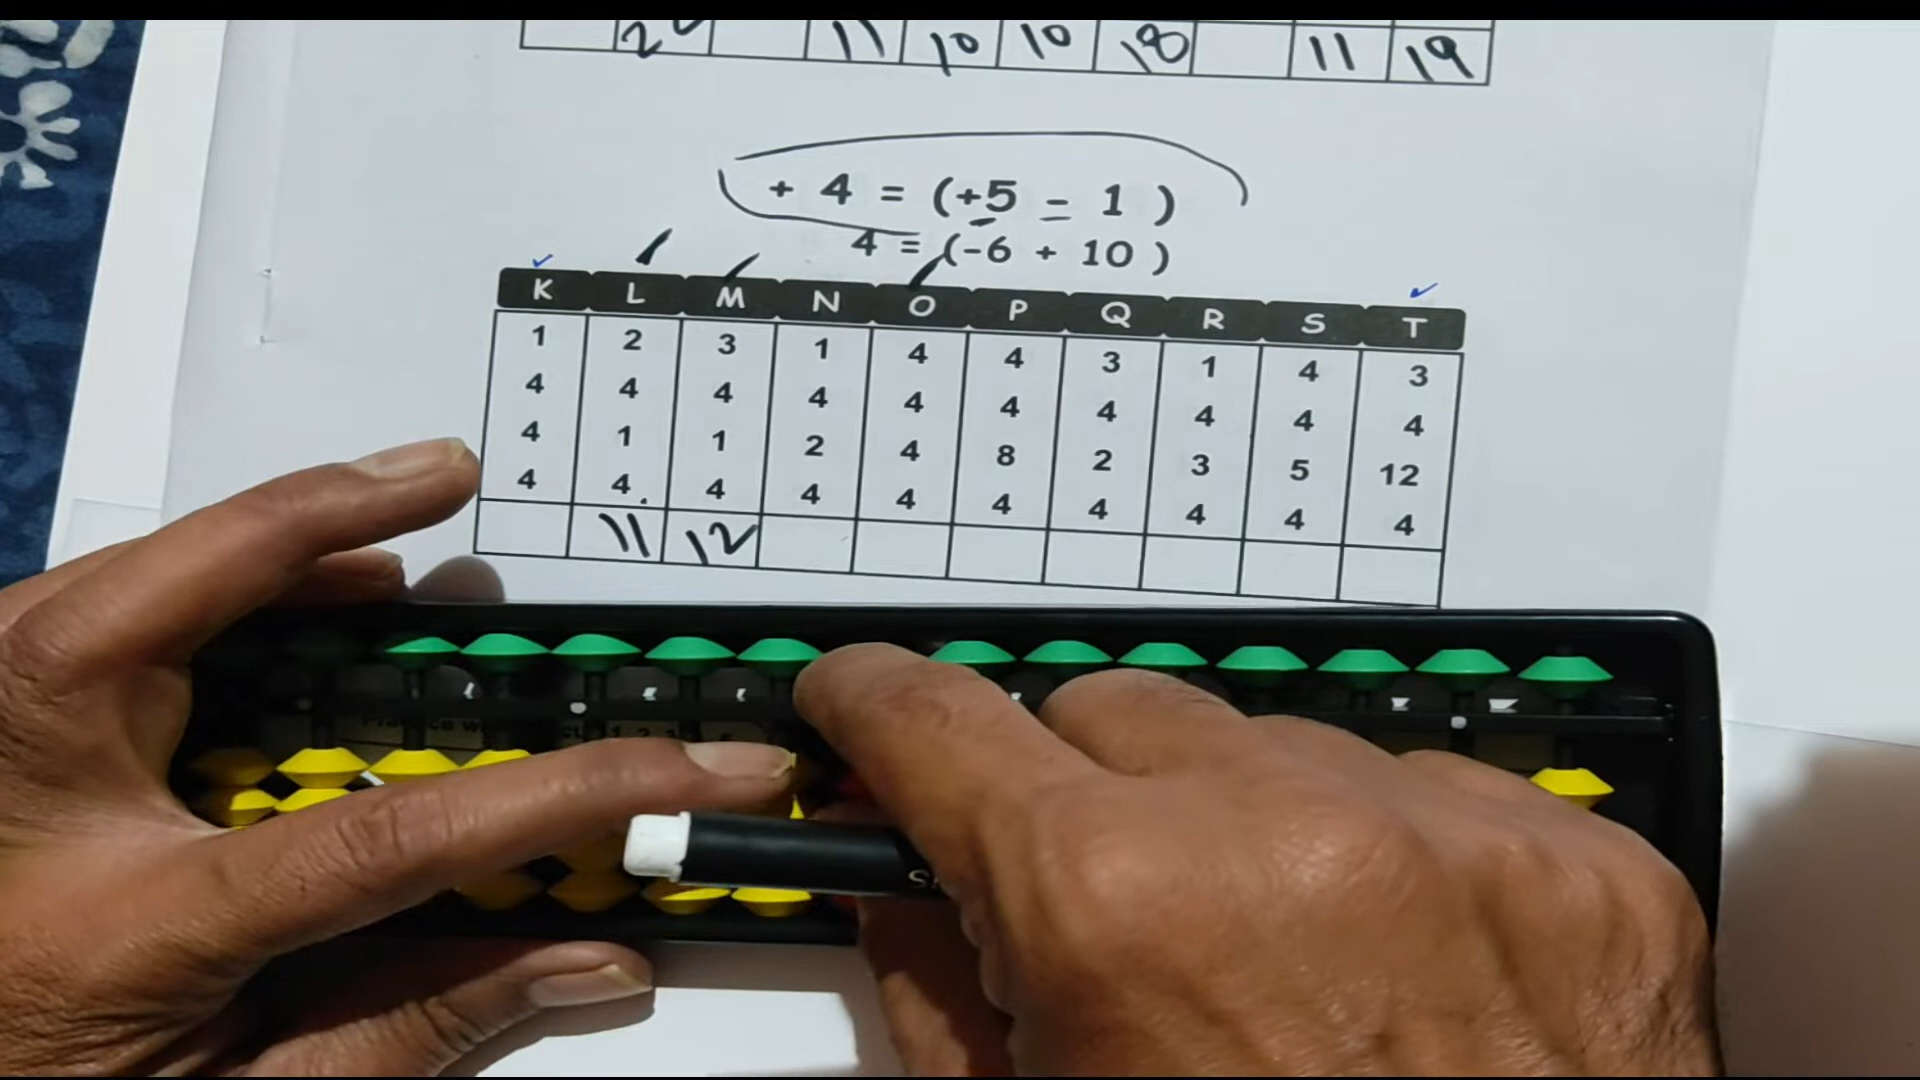 11 10 10 18 11 19
+ 4 = (+5 - 1 )
4 = (-6 + 10 )
K L M N O P Q R S T
1 2 3 1 4 4 3 1 4 3
4 4 4 4 4 4 4 4 4 4
4 1 1 2 4 8 2 3 5 12
4 4 4 4 4 4 4 4 4 4
11 12